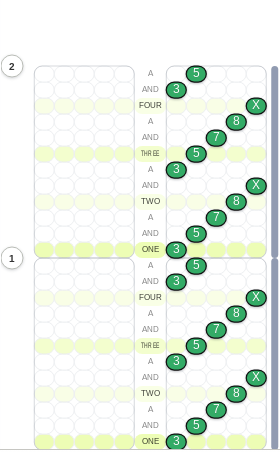 2 A 5
AND 3
FOUR X
A 8
AND 7
THREE 5
A 3
AND X
TWO 8
A 7
AND 5
ONE 3
1 A 5
AND 3
FOUR X
A 8
AND 7
THREE 5
A 3
AND X
TWO 8
A 7
AND 5
ONE 3